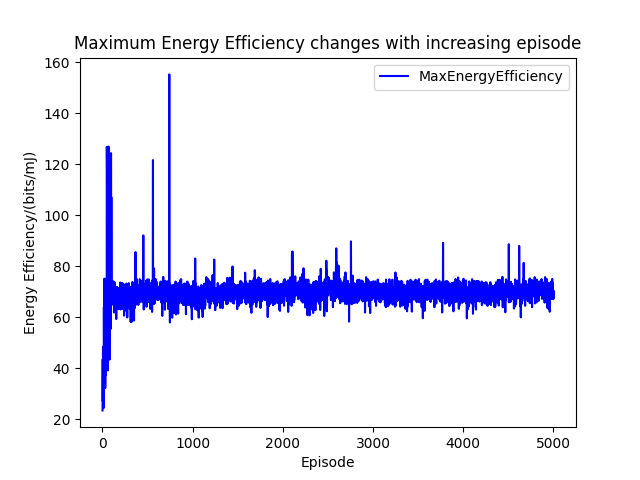 Maximum Energy Efficiency changes with increasing episode
MaxEnergyEfficiency
Energy Efficiency/(bits/mJ)
160
140
120
100
80
60
40
20
0 1000 2000 3000 4000 5000
Episode